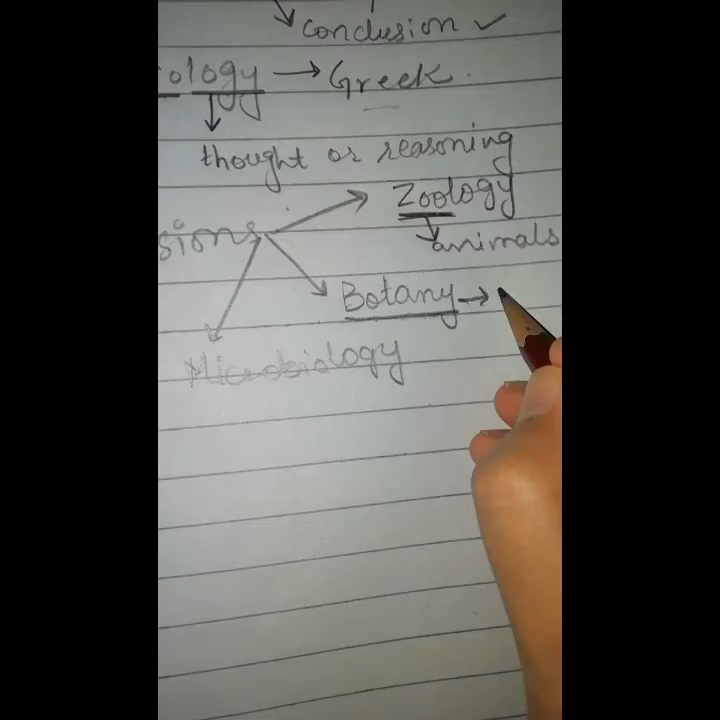 conclusion ✓
ology → Greek.
thought or reasoning
Zoology
sions
animals
Botany →
Microbiology